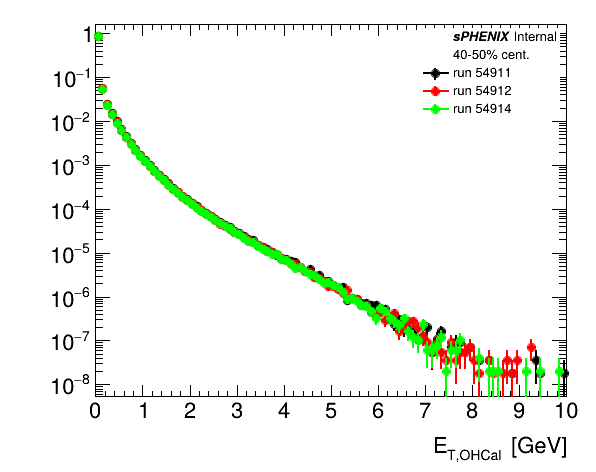 sPHENIX Internal
40-50% cent.
run 54911
run 54912
run 54914
1
10⁻¹
10⁻²
10⁻³
10⁻⁴
10⁻⁵
10⁻⁶
10⁻⁷
10⁻⁸
0 1 2 3 4 5 6 7 8 9 10
E_T,OHCal [GeV]